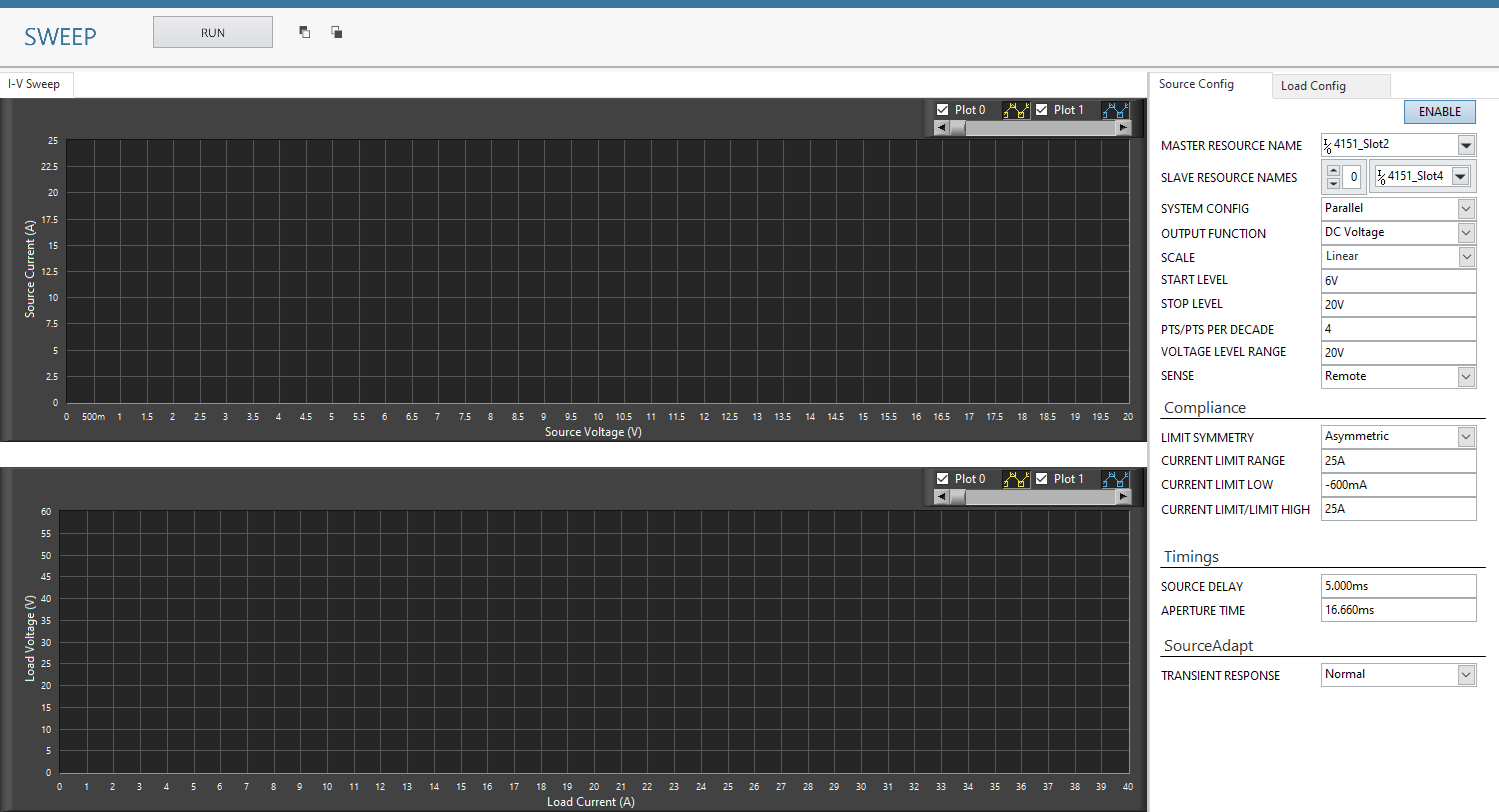 SWEEP
RUN
I-V Sweep
Source Config
Load Config
Plot 0
Plot 1
25
22.5
20
17.5
15
12.5
10
7.5
5
2.5
0
Source Current (A)
0 500m 1 1.5 2 2.5 3 3.5 4 4.5 5 5.5 6 6.5 7 7.5 8 8.5 9 9.5 10 10.5 11 11.5 12 12.5 13 13.5 14 14.5 15 15.5 16 16.5 17 17.5 18 18.5 19 19.5 20
Source Voltage (V)
Plot 0
Plot 1
60
55
50
45
40
35
30
25
20
15
10
5
0
Load Voltage (V)
0 1 2 3 4 5 6 7 8 9 10 11 12 13 14 15 16 17 18 19 20 21 22 23 24 25 26 27 28 29 30 31 32 33 34 35 36 37 38 39 40
Load Current (A)
ENABLE
MASTER RESOURCE NAME I/0 4151_Slot2
SLAVE RESOURCE NAMES 0 I/0 4151_Slot4
SYSTEM CONFIG Parallel
OUTPUT FUNCTION DC Voltage
SCALE Linear
START LEVEL 6V
STOP LEVEL 20V
PTS/PTS PER DECADE 4
VOLTAGE LEVEL RANGE 20V
SENSE Remote
Compliance
LIMIT SYMMETRY Asymmetric
CURRENT LIMIT RANGE 25A
CURRENT LIMIT LOW -600mA
CURRENT LIMIT/LIMIT HIGH 25A
Timings
SOURCE DELAY 5.000ms
APERTURE TIME 16.660ms
SourceAdapt
TRANSIENT RESPONSE Normal